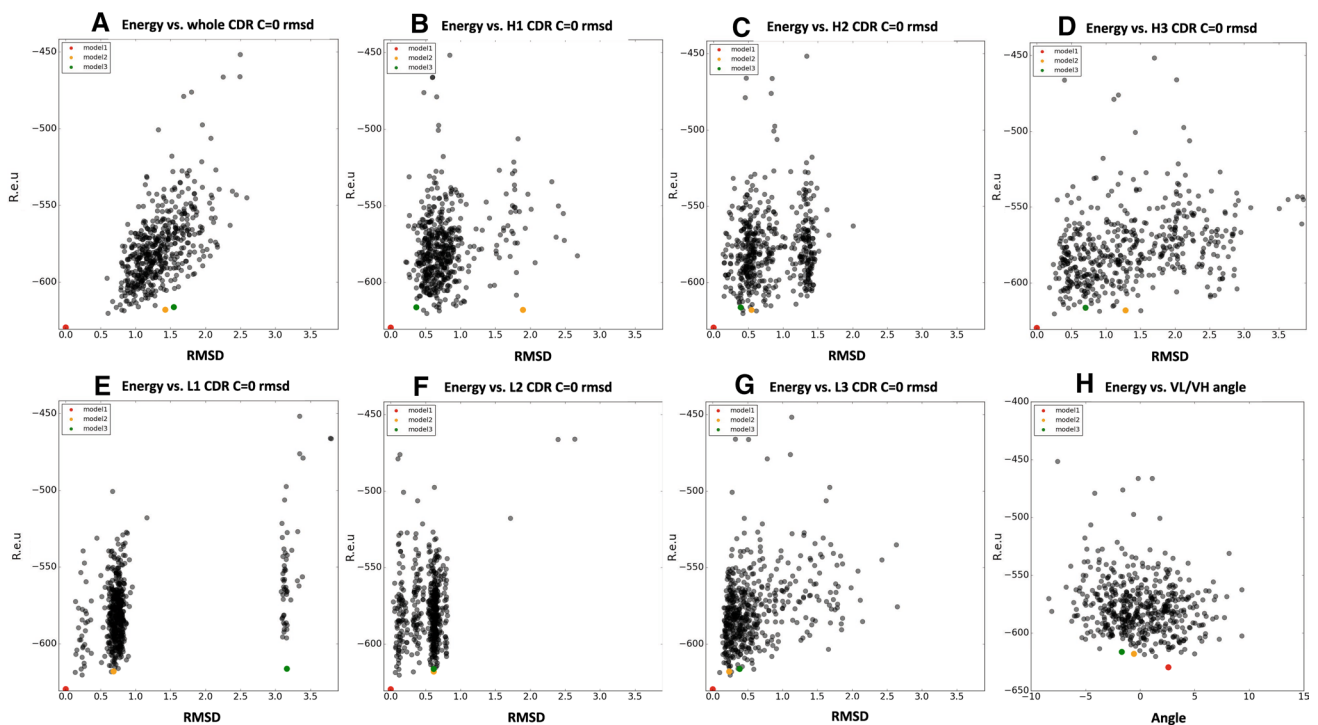 A Energy vs. whole CDR C=0 rmsd
model1
model2
model3
−450
−500
−550
−600
R.e.u
0.0 0.5 1.0 1.5 2.0 2.5 3.0 3.5
RMSD
B Energy vs. H1 CDR C=0 rmsd
model1
model2
model3
−450
−500
−550
−600
R.e.u
0.0 0.5 1.0 1.5 2.0 2.5 3.0 3.5
RMSD
C Energy vs. H2 CDR C=0 rmsd
model1
model2
model3
−450
−500
−550
−600
R.e.u
0.0 0.5 1.0 1.5 2.0 2.5 3.0 3.5
RMSD
D Energy vs. H3 CDR C=0 rmsd
model1
model2
model3
−450
−500
−550
−600
R.e.u
0.0 0.5 1.0 1.5 2.0 2.5 3.0 3.5
RMSD
E Energy vs. L1 CDR C=0 rmsd
model1
model2
model3
−450
−500
−550
−600
R.e.u
0.0 0.5 1.0 1.5 2.0 2.5 3.0 3.5
RMSD
F Energy vs. L2 CDR C=0 rmsd
model1
model2
model3
−450
−500
−550
−600
R.e.u
0.0 0.5 1.0 1.5 2.0 2.5 3.0 3.5
RMSD
G Energy vs. L3 CDR C=0 rmsd
model1
model2
model3
−450
−500
−550
−600
R.e.u
0.0 0.5 1.0 1.5 2.0 2.5 3.0 3.5
RMSD
H Energy vs. VL/VH angle
model1
model2
model3
−400
−450
−500
−550
−600
−650
R.e.u
−10 −5 0 5 10 15
Angle